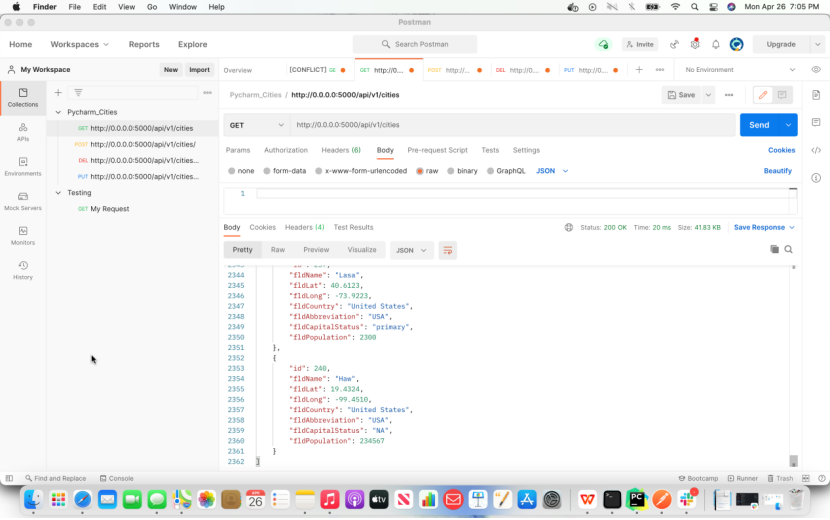 Finder File Edit View Go Window Help Mon Apr 26 7:05 PM
Postman
Home Workspaces Reports Explore Search Postman Invite Upgrade
My Workspace New Import Overview [CONFLICT] GE GET http://0.... POST http://... DEL http://0.... PUT http://0.... No Environment
Collections
APIs
Environments
Mock Servers
Monitors
History
Pycharm_Cities
GET http://0.0.0.0:5000/api/v1/cities
POST http://0.0.0.0:5000/api/v1/cities/
DEL http://0.0.0.0:5000/api/v1/cities...
PUT http://0.0.0.0:5000/api/v1/cities...
Testing
GET My Request
Pycharm_Cities / http://0.0.0.0:5000/api/v1/cities Save
GET http://0.0.0.0:5000/api/v1/cities Send
Params Authorization Headers (6) Body Pre-request Script Tests Settings Cookies
none form-data x-www-form-urlencoded raw binary GraphQL JSON Beautify
1
Body Cookies Headers (4) Test Results Status: 200 OK Time: 20 ms Size: 41.83 KB Save Response
Pretty Raw Preview Visualize JSON
2344 "fldName": "Lasa",
2345 "fldLat": 40.6123,
2346 "fldLong": -73.9223,
2347 "fldCountry": "United States",
2348 "fldAbbreviation": "USA",
2349 "fldCapitalStatus": "primary",
2350 "fldPopulation": 2300
2351 },
2352 {
2353 "id": 240,
2354 "fldName": "Haw",
2355 "fldLat": 19.4324,
2356 "fldLong": -99.4510,
2357 "fldCountry": "United States",
2358 "fldAbbreviation": "USA",
2359 "fldCapitalStatus": "NA",
2360 "fldPopulation": 234567
2361 }
2362 ]
Find and Replace Console Bootcamp Runner Trash
APR
26
tv
PC